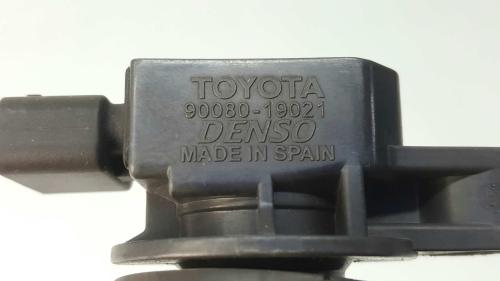 TOYOTA
90080-19021
DENSO
MADE IN SPAIN